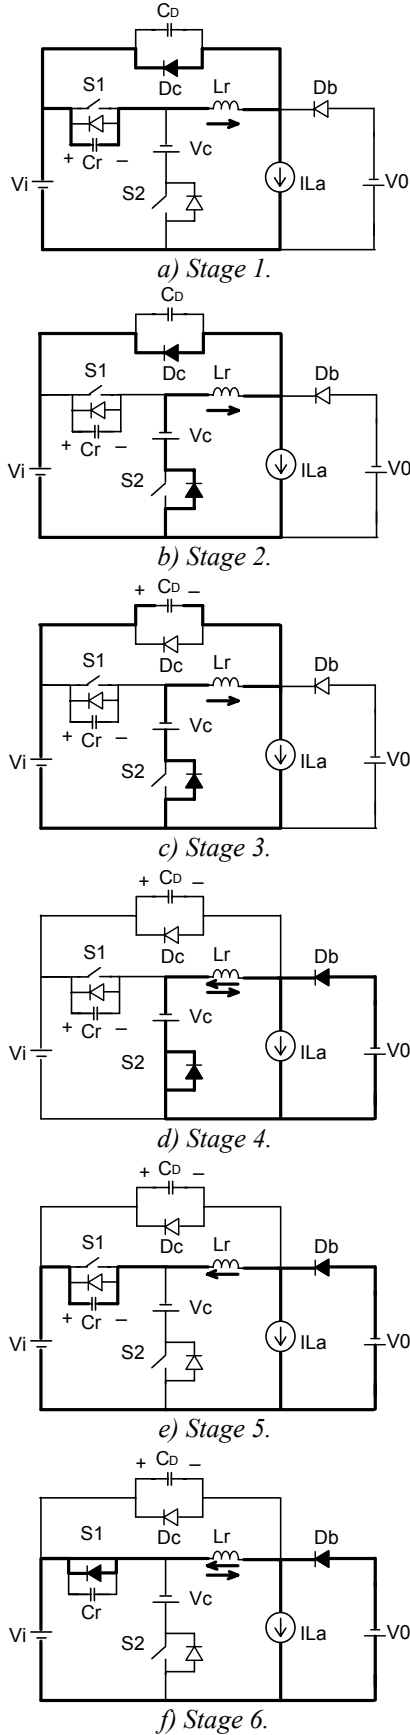 CD
S1
Dc
Lr
Db
+ Cr –
Vc
Vi
S2
ILa
V0
a) Stage 1.
CD
S1
Dc
Lr
Db
+ Cr –
Vc
Vi
S2
ILa
V0
b) Stage 2.
+ CD –
S1
Dc
Lr
Db
+ Cr –
Vc
Vi
S2
ILa
V0
c) Stage 3.
+ CD –
S1
Dc
Lr
Db
+ Cr –
Vc
Vi
S2
ILa
V0
d) Stage 4.
+ CD –
S1
Dc
Lr
Db
+ Cr –
Vc
Vi
S2
ILa
V0
e) Stage 5.
+ CD –
S1
Dc
Lr
Db
Cr
Vc
Vi
S2
ILa
V0
f) Stage 6.